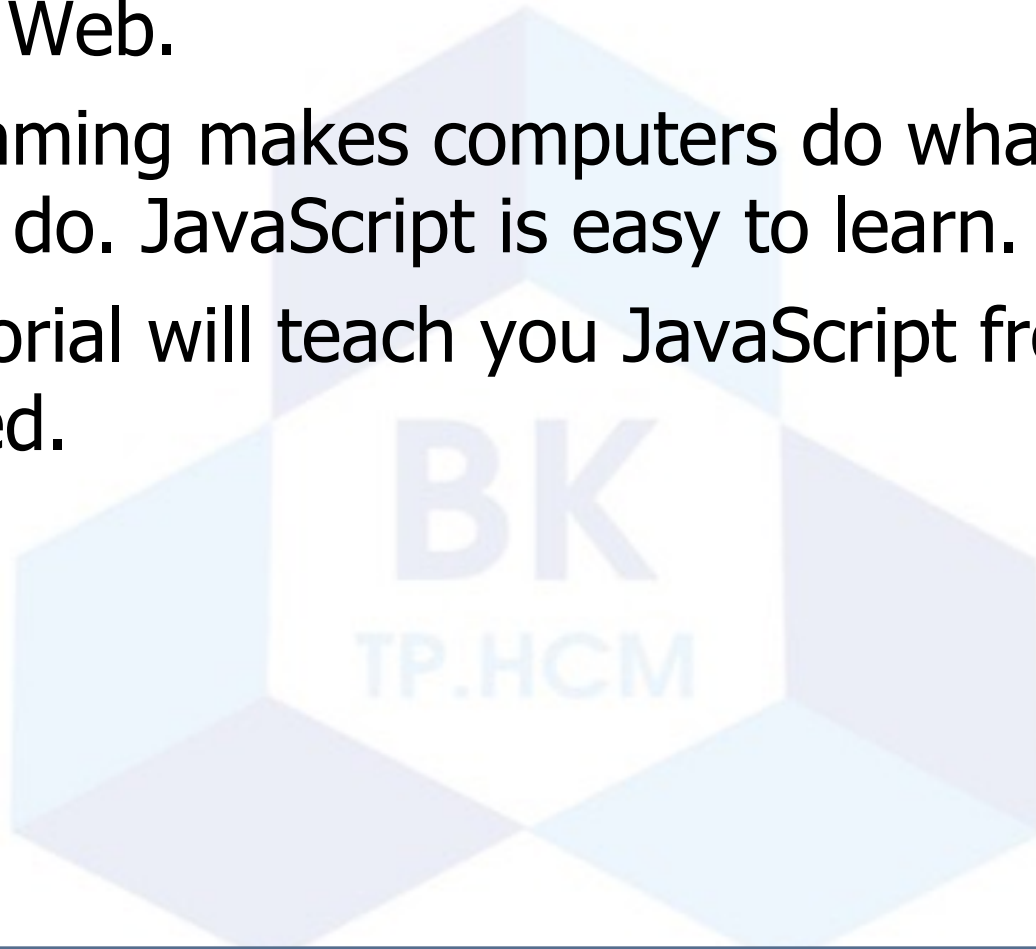 Web.
mming makes computers do wha
do. JavaScript is easy to learn.
orial will teach you JavaScript fr
ed.
BK
TP.HCM